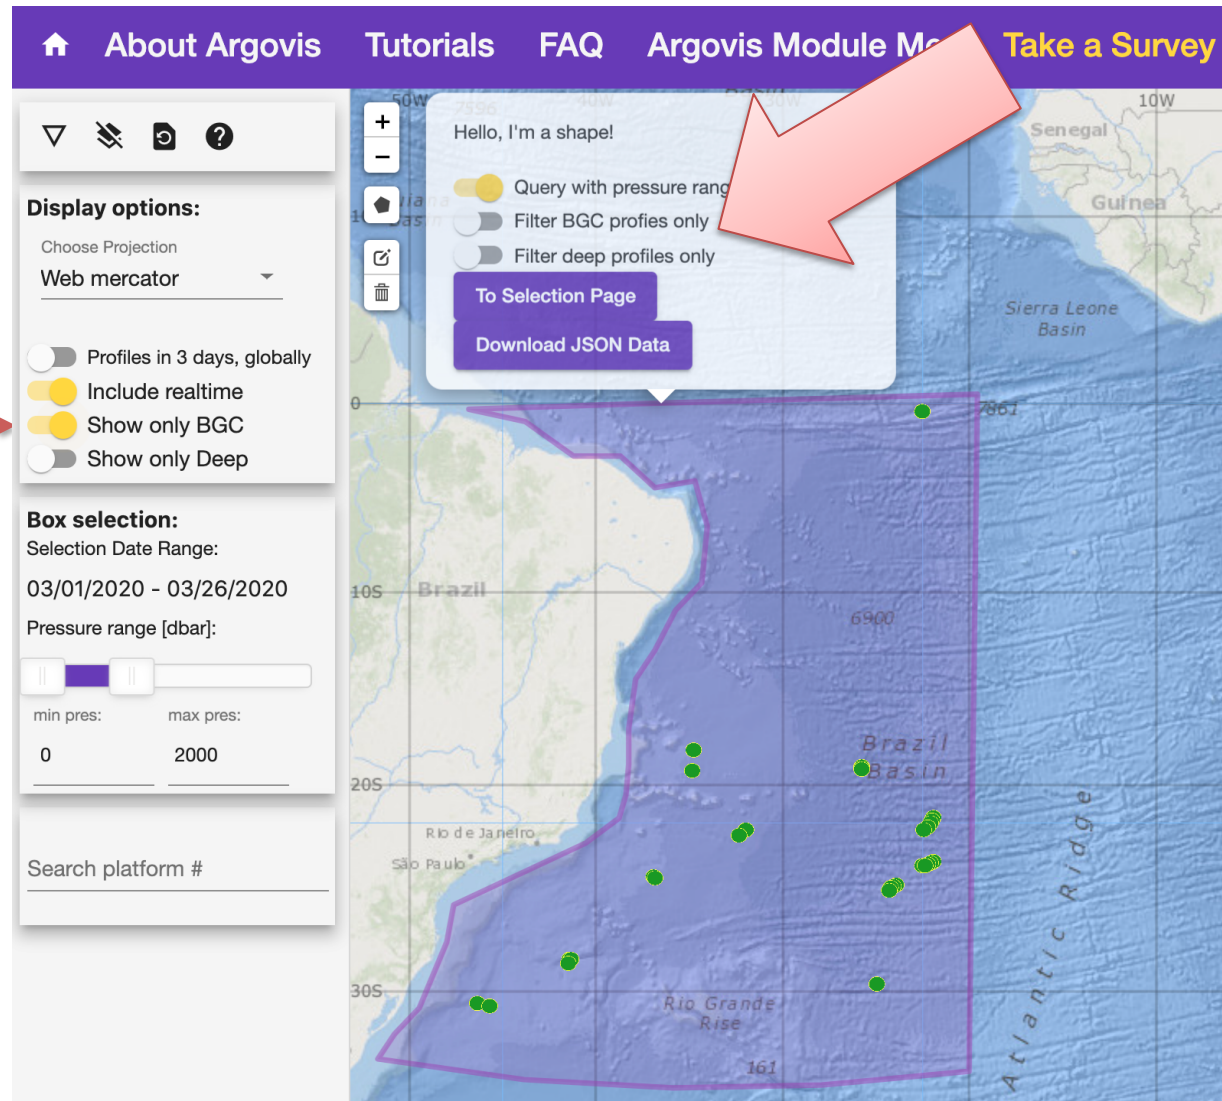 About Argovis
Tutorials
FAQ
Argovis Module Me
Take a Survey
Display options:
Choose Projection
Web mercator
Profiles in 3 days, globally
Include realtime
Show only BGC
Show only Deep
Box selection:
Selection Date Range:
03/01/2020 - 03/26/2020
Pressure range [dbar]:
min pres:
max pres:
0
2000
Search platform #
+
−
Hello, I'm a shape!
Query with pressure rang
Filter BGC profies only
Filter deep profiles only
To Selection Page
Download JSON Data
50W
7596
40W
30W
10W
Basin
Senegal
Guinea
Sierra Leone
Basin
0
7861
Brazil
10S
6900
Brazil
Basin
20S
Rio de Janeiro
São Paulo
Atlantic Ridge
30S
Rio Grande
Rise
161